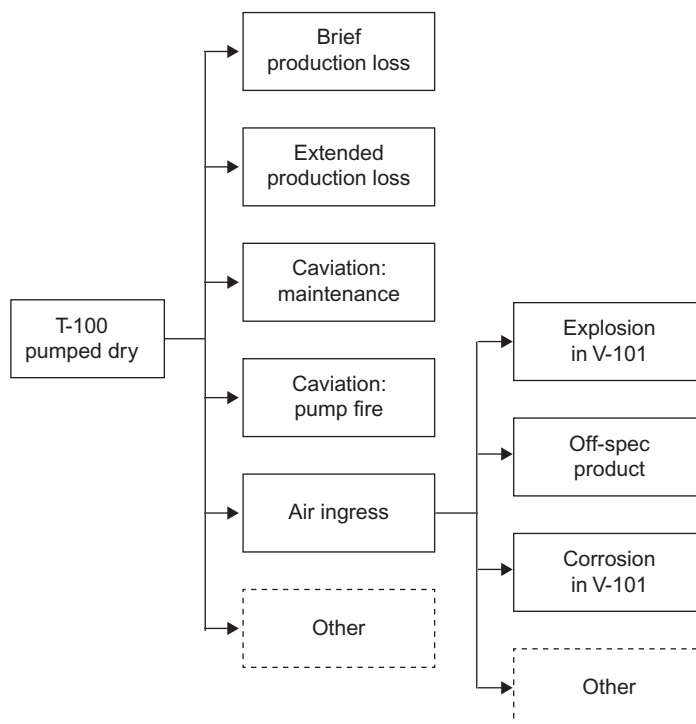 Brief
production loss
Extended
production loss
Caviation:
maintenance
T-100
pumped dry
Explosion
in V-101
Caviation:
pump fire
Off-spec
product
Air ingress
Corrosion
in V-101
Other
Other